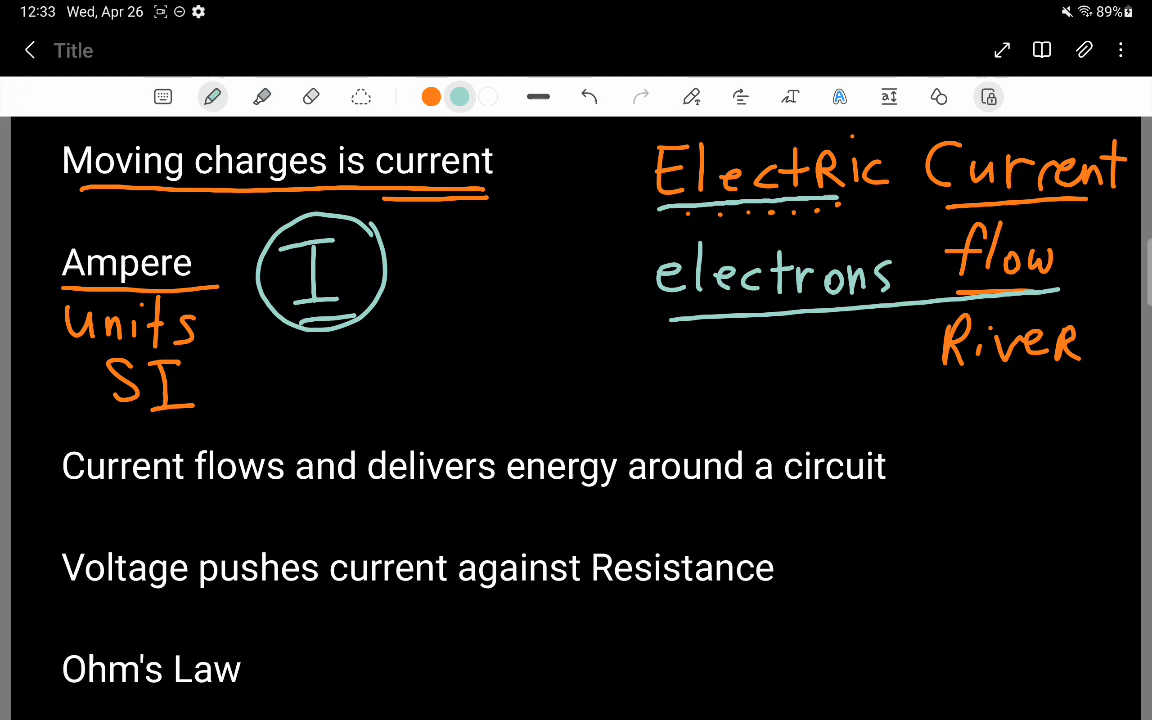 12:33 Wed, Apr 26 89%
Title
Moving charges is current
ElectRic Current
Ampere
I
electrons
flow
units
RiveR
SI
Current flows and delivers energy around a circuit
Voltage pushes current against Resistance
Ohm's Law